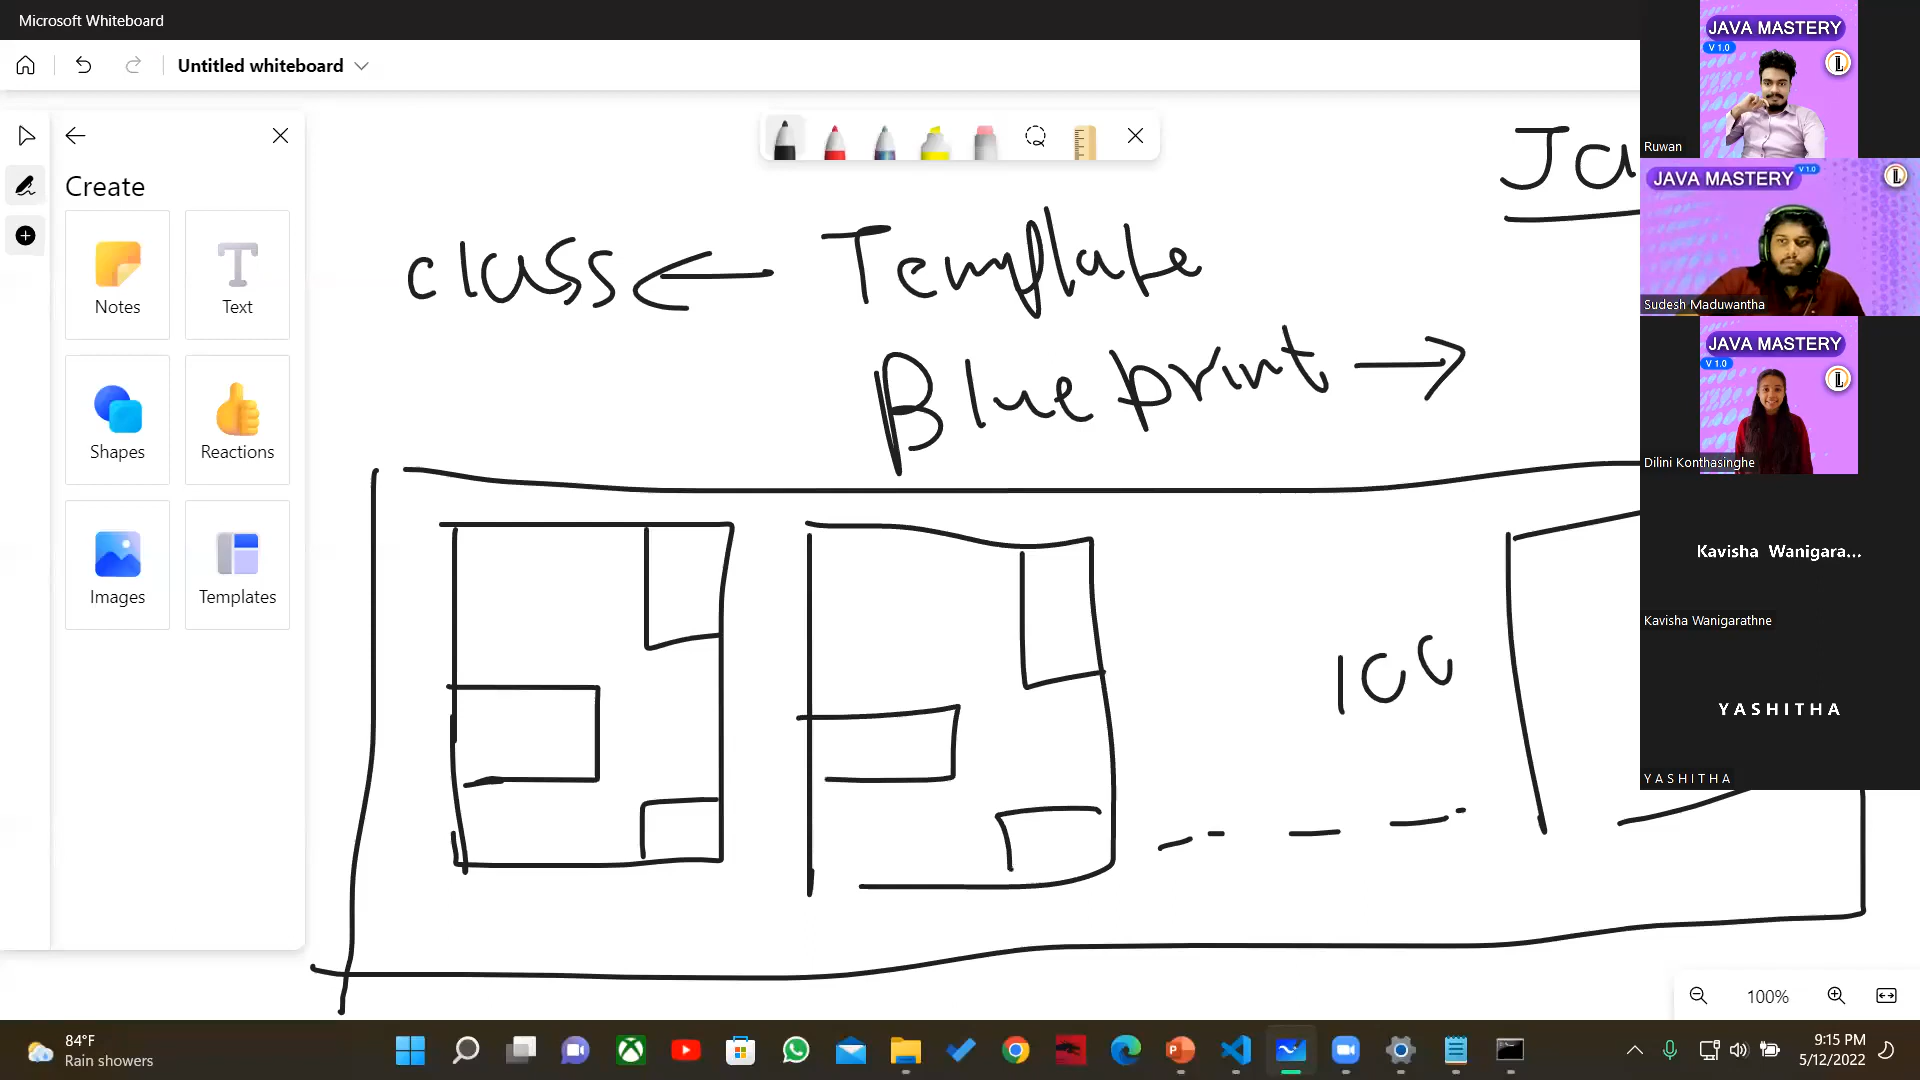 Microsoft Whiteboard
Untitled whiteboard
Create
Notes
Text
Shapes
Reactions
Images
Templates
Ja
class ← Template
Blueprint →
100
JAVA MASTERY
V 1.0
Ruwan
JAVA MASTERY
V 1.0
Sudesh Maduwantha
JAVA MASTERY
V 1.0
Dilini Konthasinghe
Kavisha Wanigara...
Kavisha Wanigarathne
YASHITHA
YASHITHA
100%
84°F
Rain showers
9:15 PM
5/12/2022